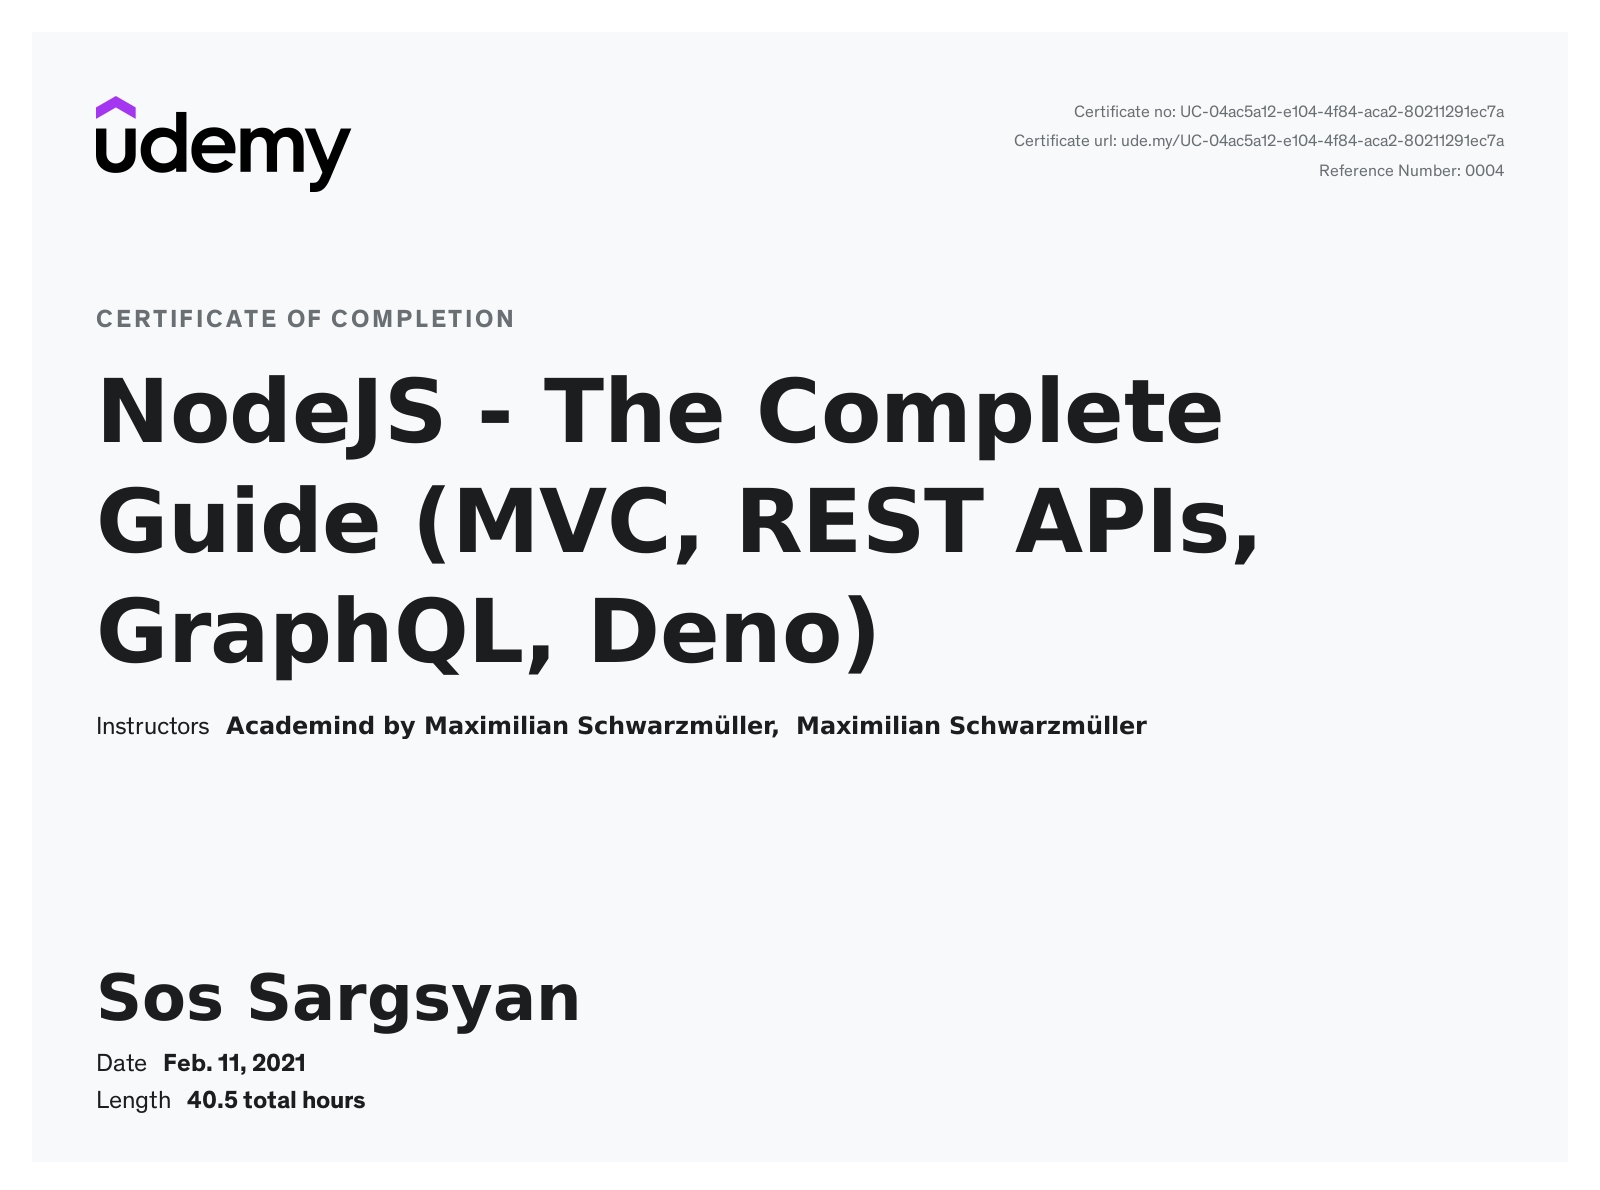 udemy
Certificate no: UC-04ac5a12-e104-4f84-aca2-80211291ec7a
Certificate url: ude.my/UC-04ac5a12-e104-4f84-aca2-80211291ec7a
Reference Number: 0004
CERTIFICATE OF COMPLETION
NodeJS - The Complete
Guide (MVC, REST APIs,
GraphQL, Deno)
Instructors Academind by Maximilian Schwarzmüller, Maximilian Schwarzmüller
Sos Sargsyan
Date Feb. 11, 2021
Length 40.5 total hours